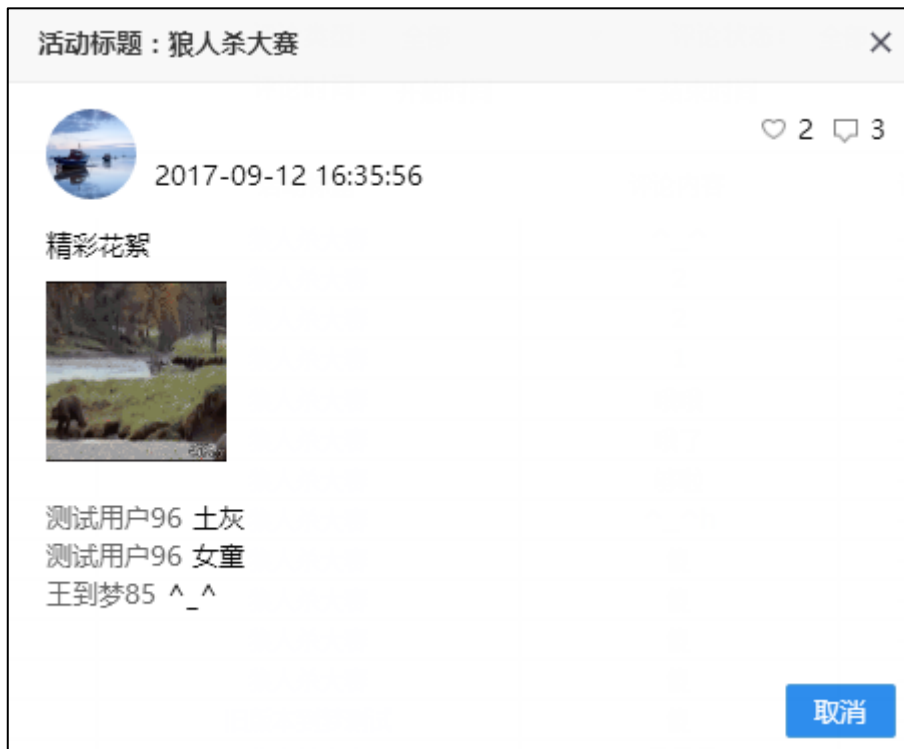 活动标题：狼人杀大赛
2
3
2017-09-12 16:35:56
精彩花絮
测试用户96 土灰
测试用户96 女童
王到梦85 ^_^
取消